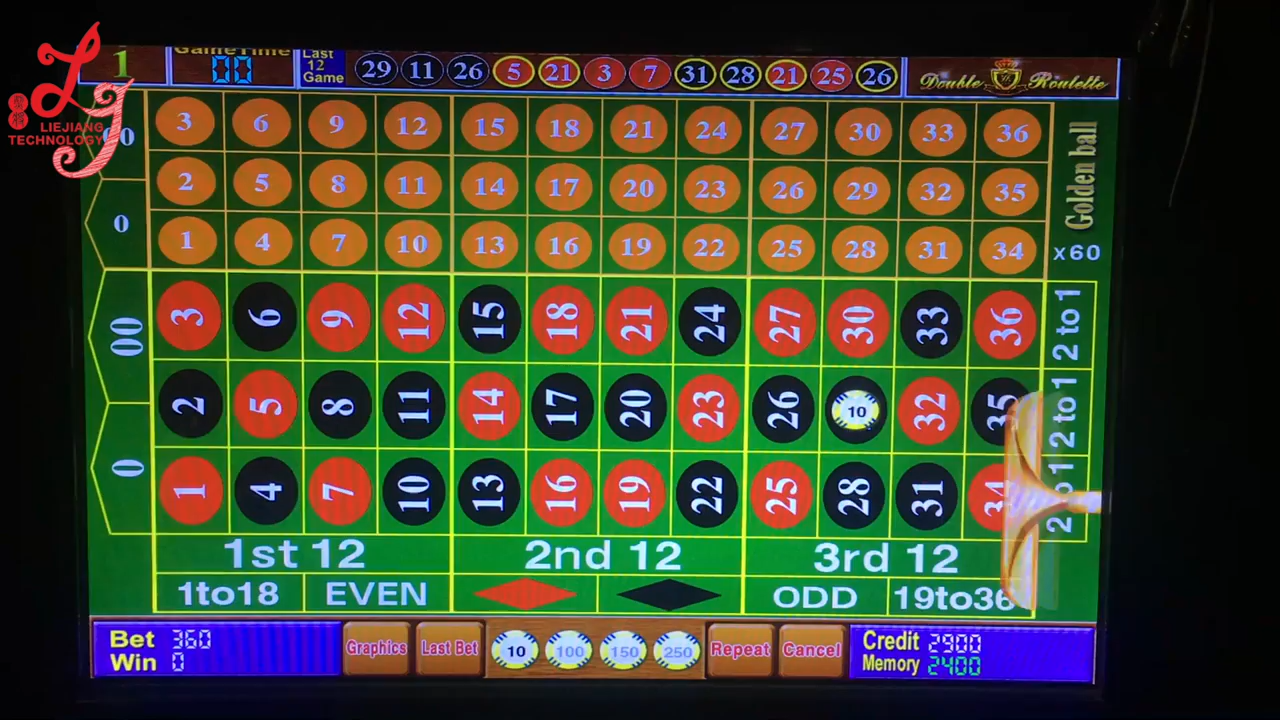 LIEJIANG
TECHNOLOGY
1
GameTime
00
Last
12
Game
29 11 26 5 21 3 7 31 28 21 25 26
Double Roulette
3 6 9 12 15 18 21 24 27 30 33 36
2 5 8 11 14 17 20 23 26 29 32 35
0
1 4 7 10 13 16 19 22 25 28 31 34
Golden ball
x60
00 3 6 9 12 15 18 21 24 27 30 33 36 2 to 1
2 5 8 11 14 17 20 23 26 10 32 35 2 to 1
0 1 4 7 10 13 16 19 22 25 28 31 34
1st 12 2nd 12 3rd 12
1to18 EVEN ODD 19to36
Bet 360
Win 0
Graphics Last Bet 10 100 150 250 Repeat Cancel
Credit 2900
Memory 2400